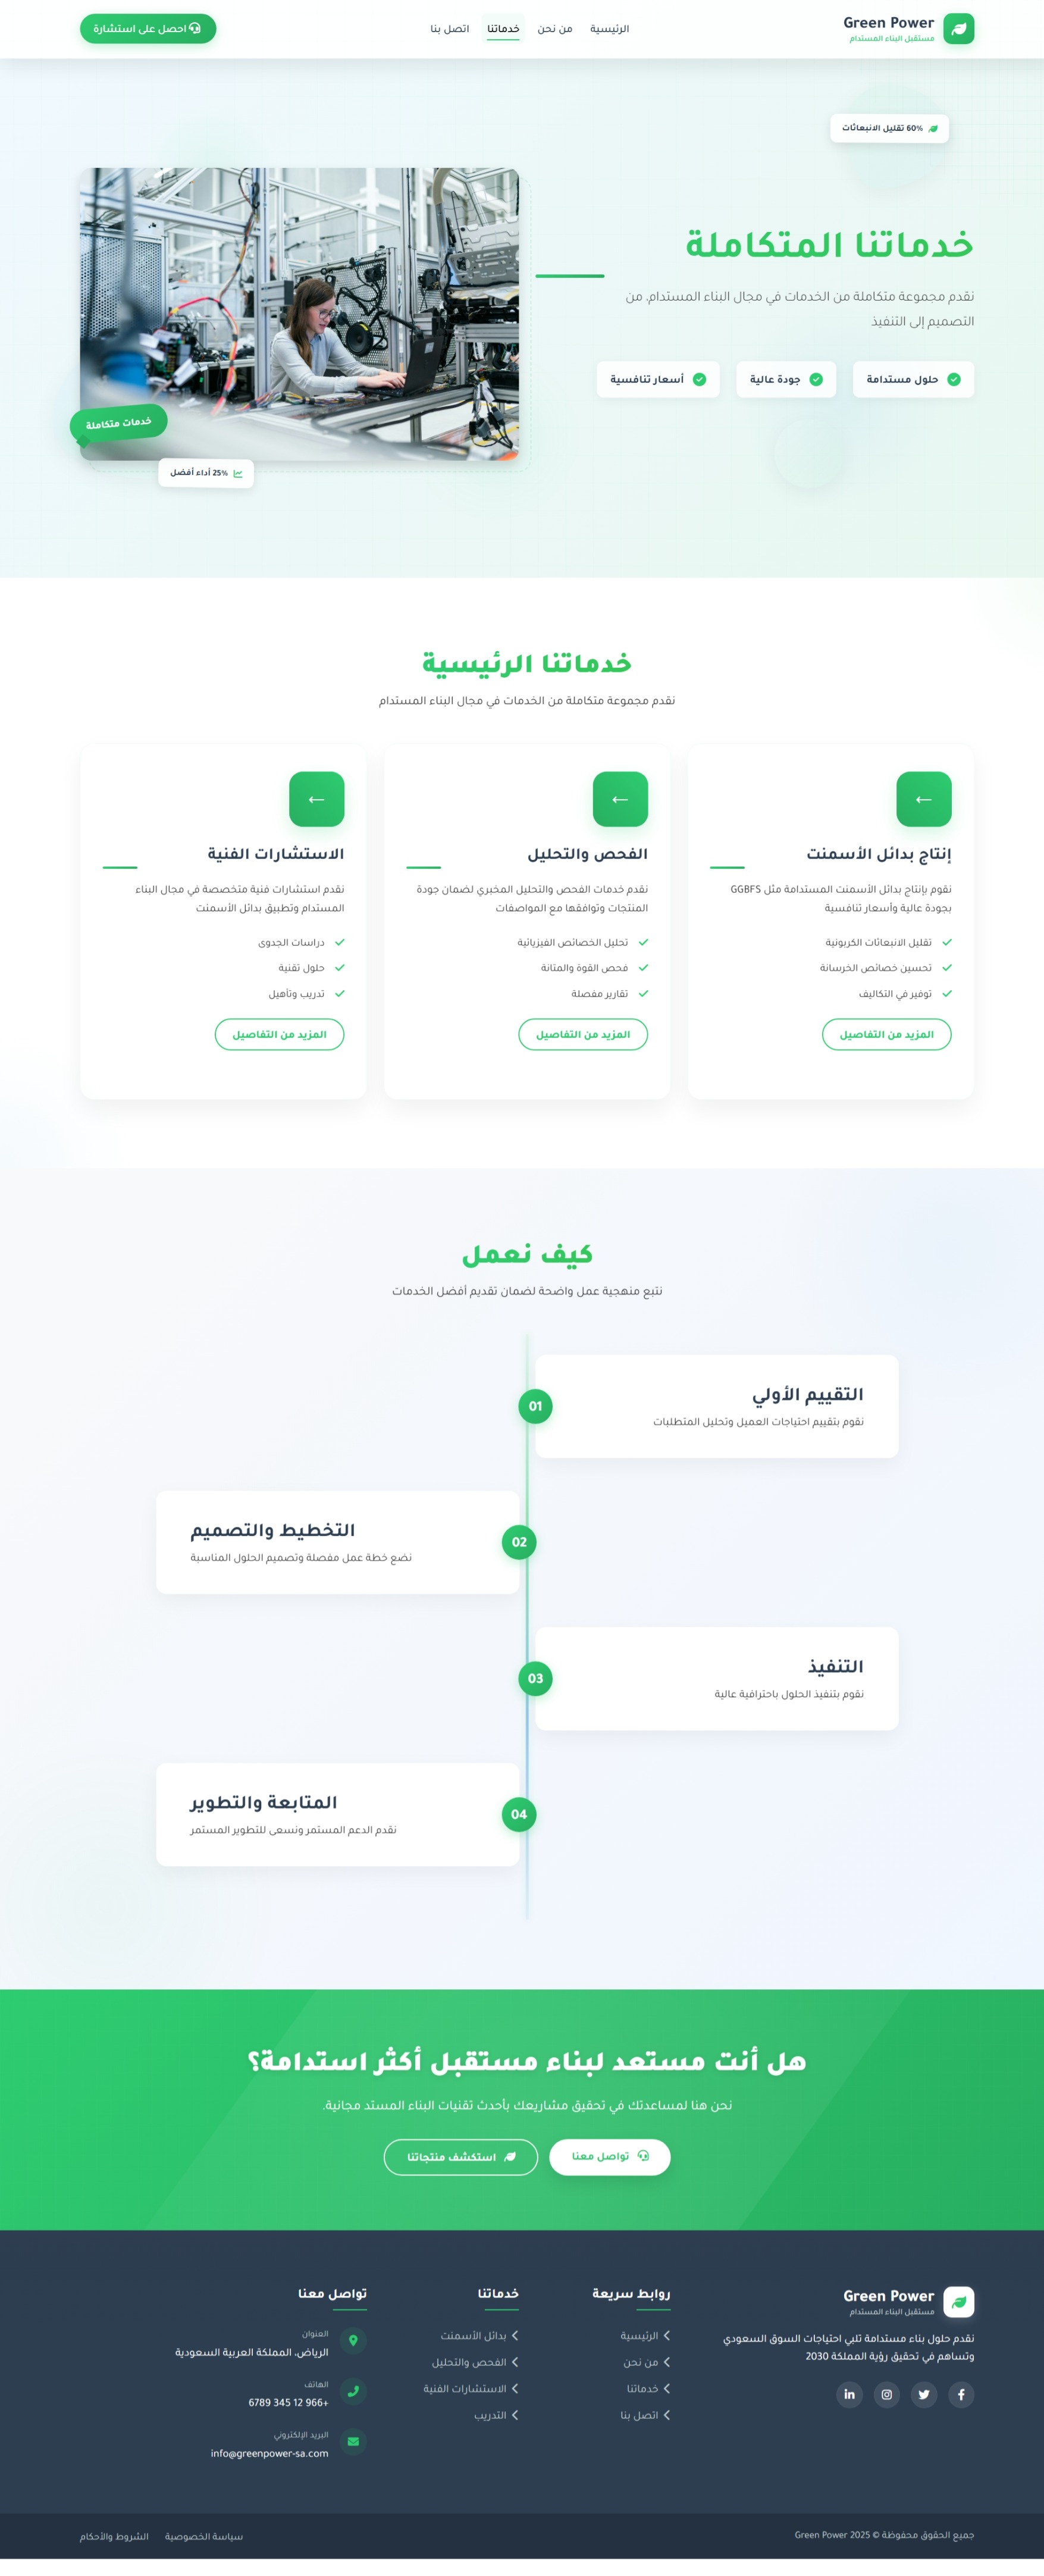 Green Power
مستقبل البناء المستدام
الرئيسية
من نحن
خدماتنا
اتصل بنا
احصل على استشارة
60% تقليل الانبعاثات
خدماتنا المتكاملة
نقدم مجموعة متكاملة من الخدمات في مجال البناء المستدام، من
التصميم إلى التنفيذ
حلول مستدامة
جودة عالية
أسعار تنافسية
خدمات متكاملة
25% أداء أفضل
خدماتنا الرئيسية
نقدم مجموعة متكاملة من الخدمات في مجال البناء المستدام
إنتاج بدائل الأسمنت
نقوم بإنتاج بدائل الأسمنت المستدامة مثل GGBFS
بجودة عالية وأسعار تنافسية
تقليل الانبعاثات الكربونية
تحسين خصائص الخرسانة
توفير في التكاليف
المزيد من التفاصيل
الفحص والتحليل
نقدم خدمات الفحص والتحليل المخبري لضمان جودة
المنتجات وتوافقها مع المواصفات
تحليل الخصائص الفيزيائية
فحص القوة والمتانة
تقارير مفصلة
المزيد من التفاصيل
الاستشارات الفنية
نقدم استشارات فنية متخصصة في مجال البناء
المستدام وتطبيق بدائل الأسمنت
دراسات الجدوى
حلول تقنية
تدريب وتأهيل
المزيد من التفاصيل
كيف نعمل
نتبع منهجية عمل واضحة لضمان تقديم أفضل الخدمات
01
التقييم الأولي
نقوم بتقييم احتياجات العميل وتحليل المتطلبات
02
التخطيط والتصميم
نضع خطة عمل مفصلة وتصميم الحلول المناسبة
03
التنفيذ
نقوم بتنفيذ الحلول باحترافية عالية
04
المتابعة والتطوير
نقدم الدعم المستمر ونسعى للتطوير المستمر
هل أنت مستعد لبناء مستقبل أكثر استدامة؟
نحن هنا لمساعدتك في تحقيق مشاريعك بأحدث تقنيات البناء المستد مجانية.
تواصل معنا
استكشف منتجاتنا
Green Power
مستقبل البناء المستدام
نقدم حلول بناء مستدامة تلبي احتياجات السوق السعودي
وتساهم في تحقيق رؤية المملكة 2030
روابط سريعة
الرئيسية
من نحن
خدماتنا
اتصل بنا
خدماتنا
بدائل الأسمنت
الفحص والتحليل
الاستشارات الفنية
التدريب
تواصل معنا
العنوان
الرياض، المملكة العربية السعودية
الهاتف
+966 12 345 6789
البريد الإلكتروني
info@greenpower-sa.com
جميع الحقوق محفوظة © Green Power 2025
سياسة الخصوصية
الشروط والأحكام